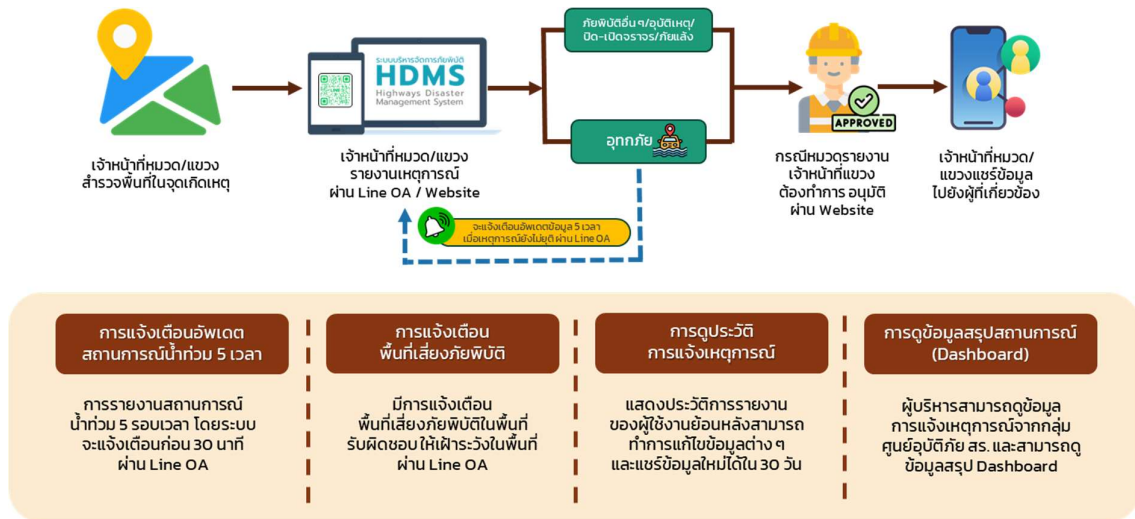 ภัยพิบัติอื่น ๆ/อุบัติเหตุ/
ปิด-เปิดจราจร/ภัยแล้ง
ระบบบริหารจัดการภัยพิบัติ
HDMS
Highways Disaster
Management System
APPROVED
อุทกภัย
เจ้าหน้าที่หมวด/แขวง
สำรวจพื้นที่ในจุดเกิดเหตุ
เจ้าหน้าที่หมวด/แขวง
รายงานเหตุการณ์
ผ่าน Line OA / Website
กรณีหมวดรายงาน
เจ้าหน้าที่แขวง
ต้องทำการ อนุมัติ
ผ่าน Website
เจ้าหน้าที่หมวด/
แขวงแชร์ข้อมูล
ไปยังผู้ที่เกี่ยวข้อง
จะแจ้งเตือนอัพเดตข้อมูล 5 เวลา
เมื่อเหตุการณ์ยังไม่ยุติ ผ่าน Line OA
การแจ้งเตือนอัพเดต
สถานการณ์น้ำท่วม 5 เวลา
การรายงานสถานการณ์
น้ำท่วม 5 รอบเวลา โดยระบบ
จะแจ้งเตือนก่อน 30 นาที
ผ่าน Line OA
การแจ้งเตือน
พื้นที่เสี่ยงภัยพิบัติ
มีการแจ้งเตือน
พื้นที่เสี่ยงภัยพิบัติในพื้นที่
รับผิดชอบ ให้เฝ้าระวังในพื้นที่
ผ่าน Line OA
การดูประวัติ
การแจ้งเหตุการณ์
แสดงประวัติการรายงาน
ของผู้ใช้งานย้อนหลังสามารถ
ทำการแก้ไขข้อมูลต่าง ๆ
และแชร์ข้อมูลใหม่ได้ใน 30 วัน
การดูข้อมูลสรุปสถานการณ์
(Dashboard)
ผู้บริหารสามารถดูข้อมูล
การแจ้งเหตุการณ์จากกลุ่ม
ศูนย์อุบัติภัย สร. และสามารถดู
ข้อมูลสรุป Dashboard